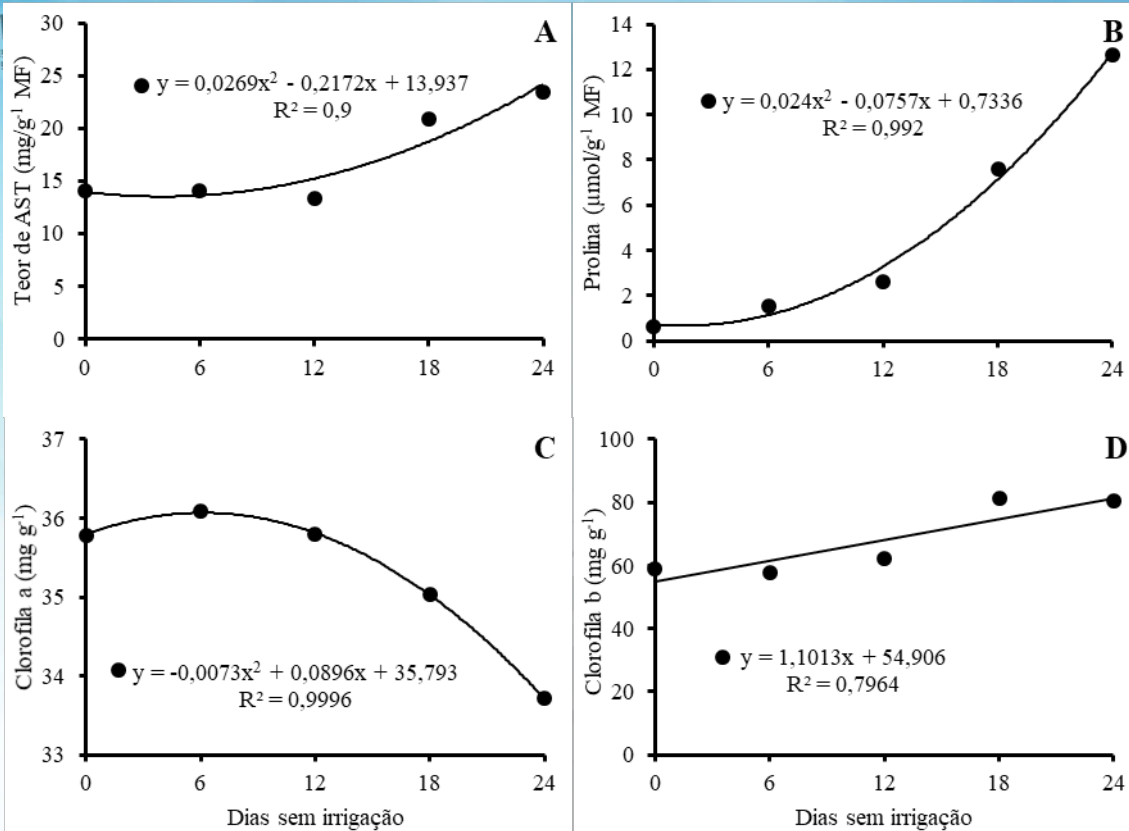 A
Teor de AST (mg/g⁻¹ MF)
30
25
20
15
10
5
0
y = 0,0269x² - 0,2172x + 13,937
R² = 0,9
0 6 12 18 24
B
Prolina (µmol/g⁻¹ MF)
14
12
10
8
6
4
2
0
y = 0,024x² - 0,0757x + 0,7336
R² = 0,992
0 6 12 18 24
C
Clorofila a (mg g⁻¹)
37
36
35
34
33
y = -0,0073x² + 0,0896x + 35,793
R² = 0,9996
0 6 12 18 24
Dias sem irrigação
D
Clorofila b (mg g⁻¹)
100
80
60
40
20
0
y = 1,1013x + 54,906
R² = 0,7964
0 6 12 18 24
Dias sem irrigação